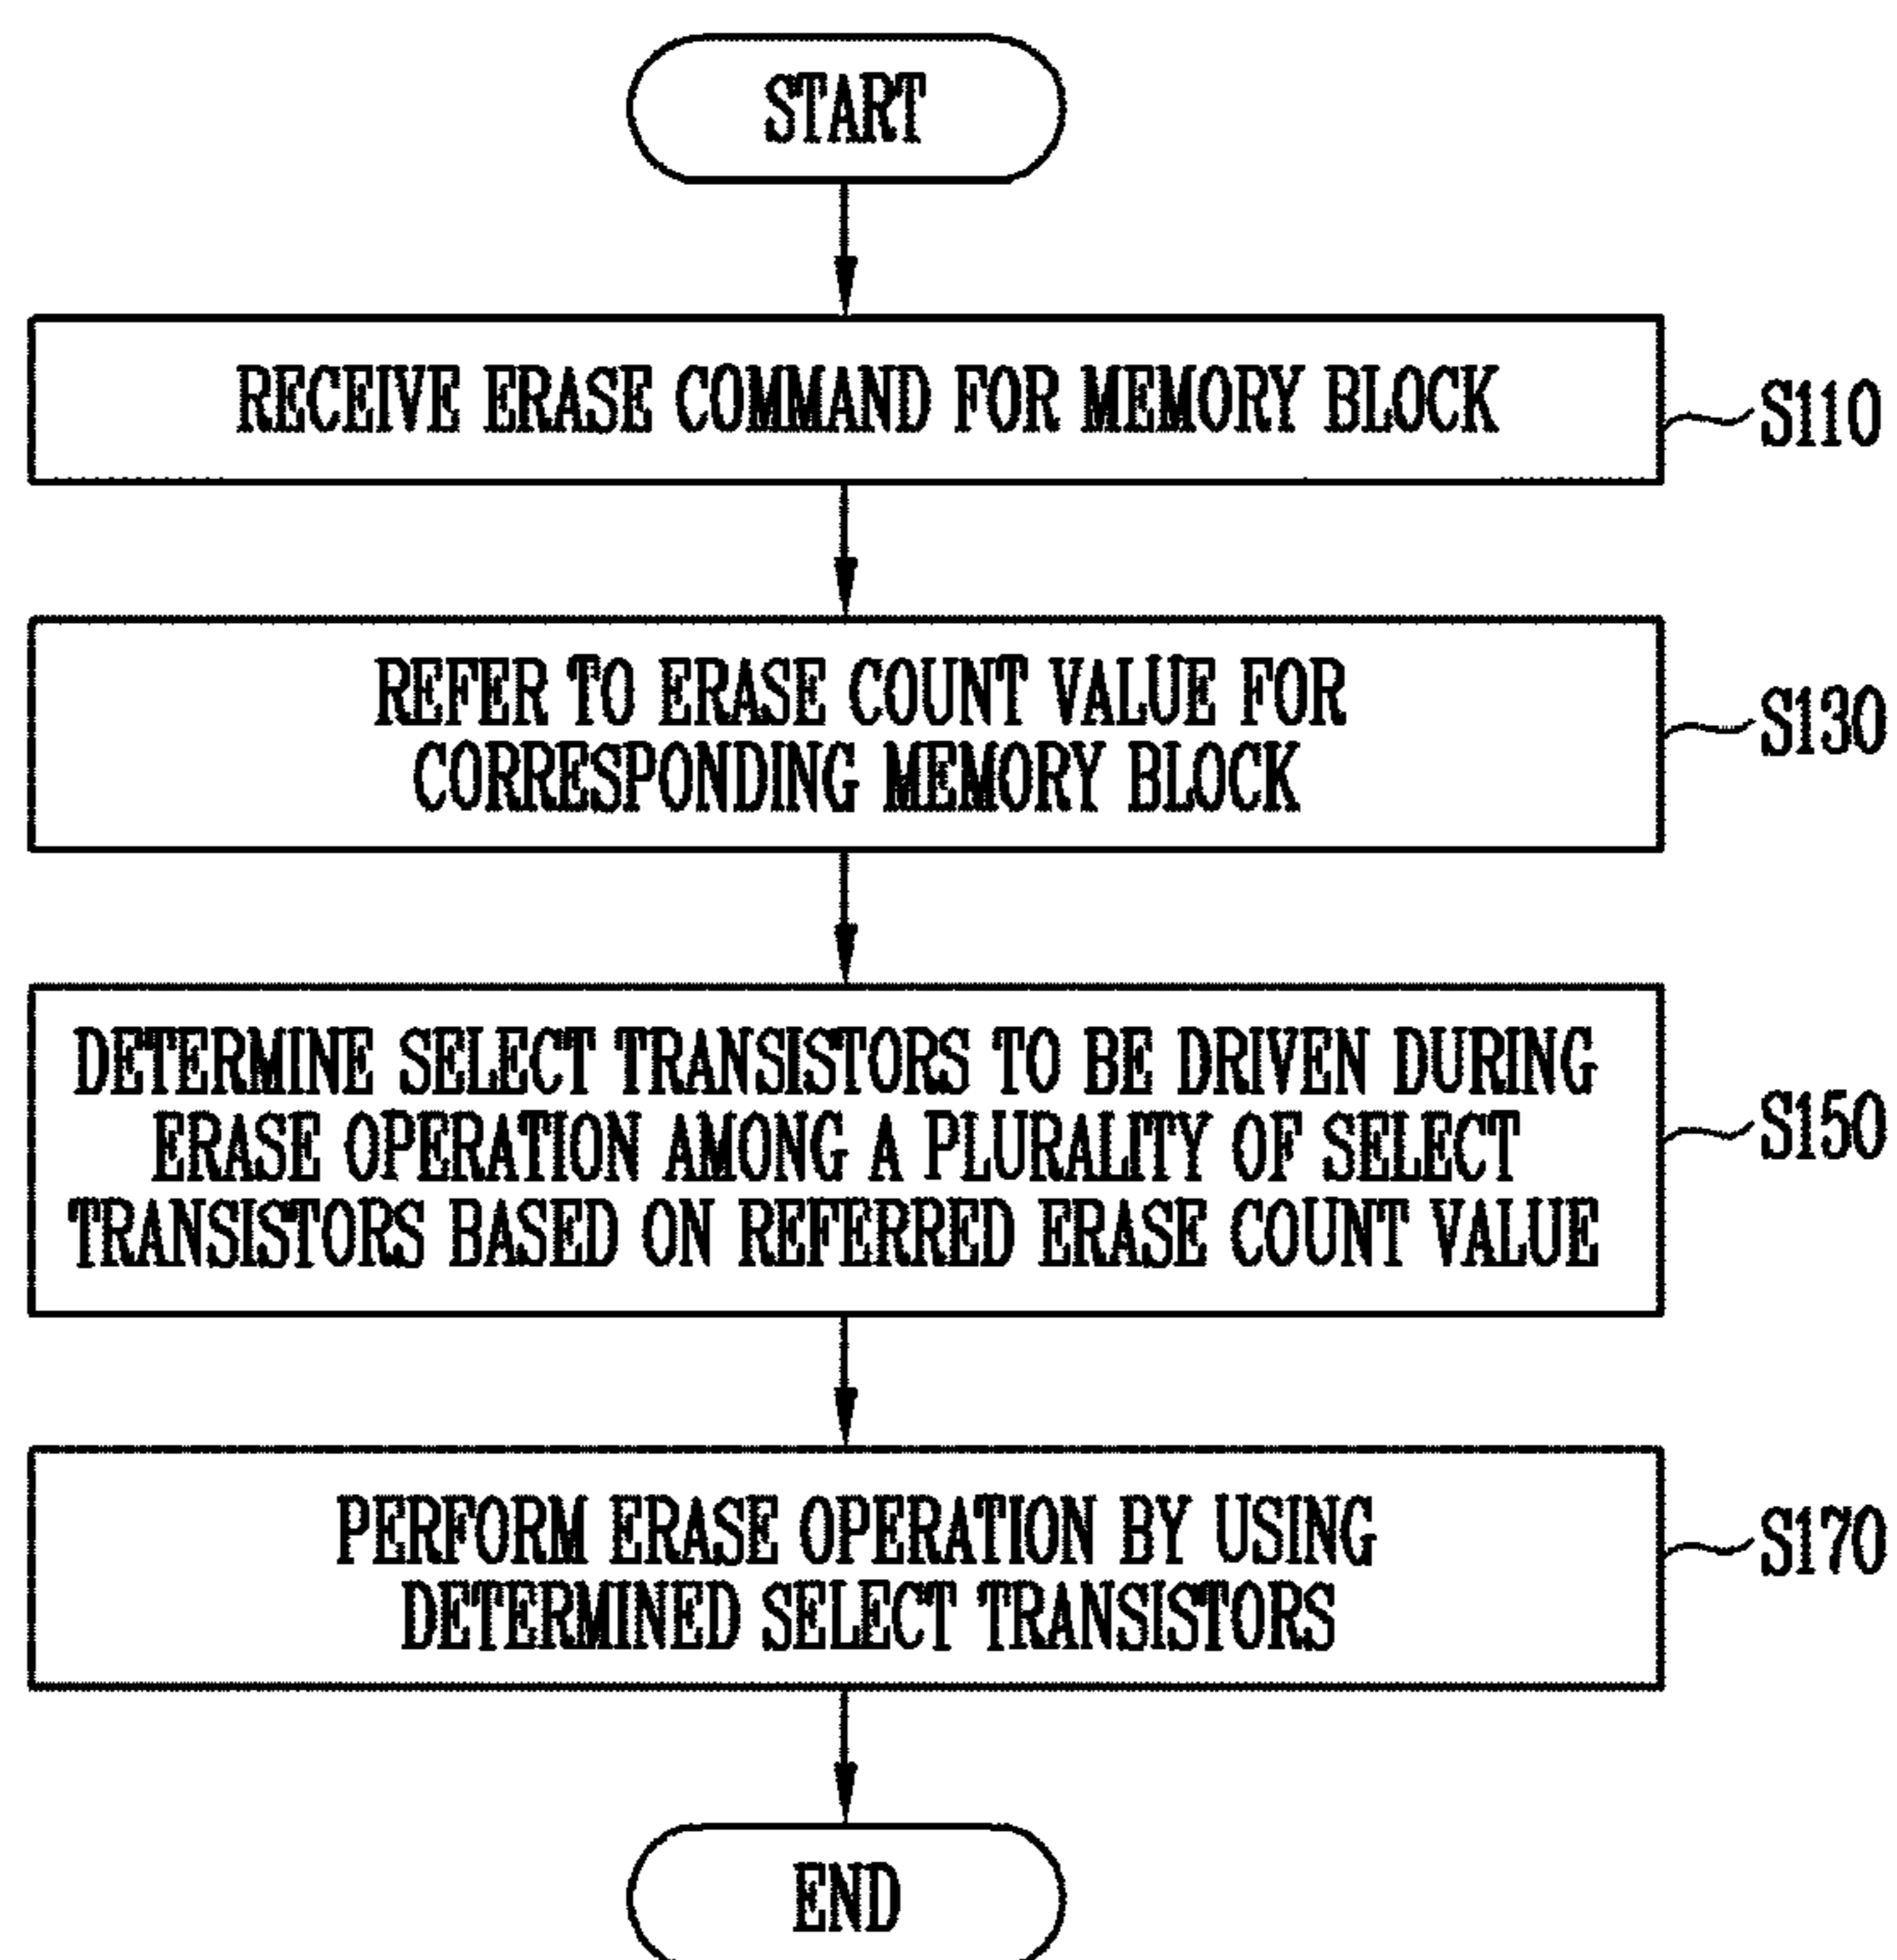 START
RECEIVE ERASE COMMAND FOR MEMORY BLOCK
S110
REFER TO ERASE COUNT VALUE FOR
CORRESPONDING MEMORY BLOCK
S130
DETERMINE SELECT TRANSISTORS TO BE DRIVEN DURING
ERASE OPERATION AMONG A PLURALITY OF SELECT
TRANSISTORS BASED ON REFERRED ERASE COUNT VALUE
S150
PERFORM ERASE OPERATION BY USING
DETERMINED SELECT TRANSISTORS
S170
END